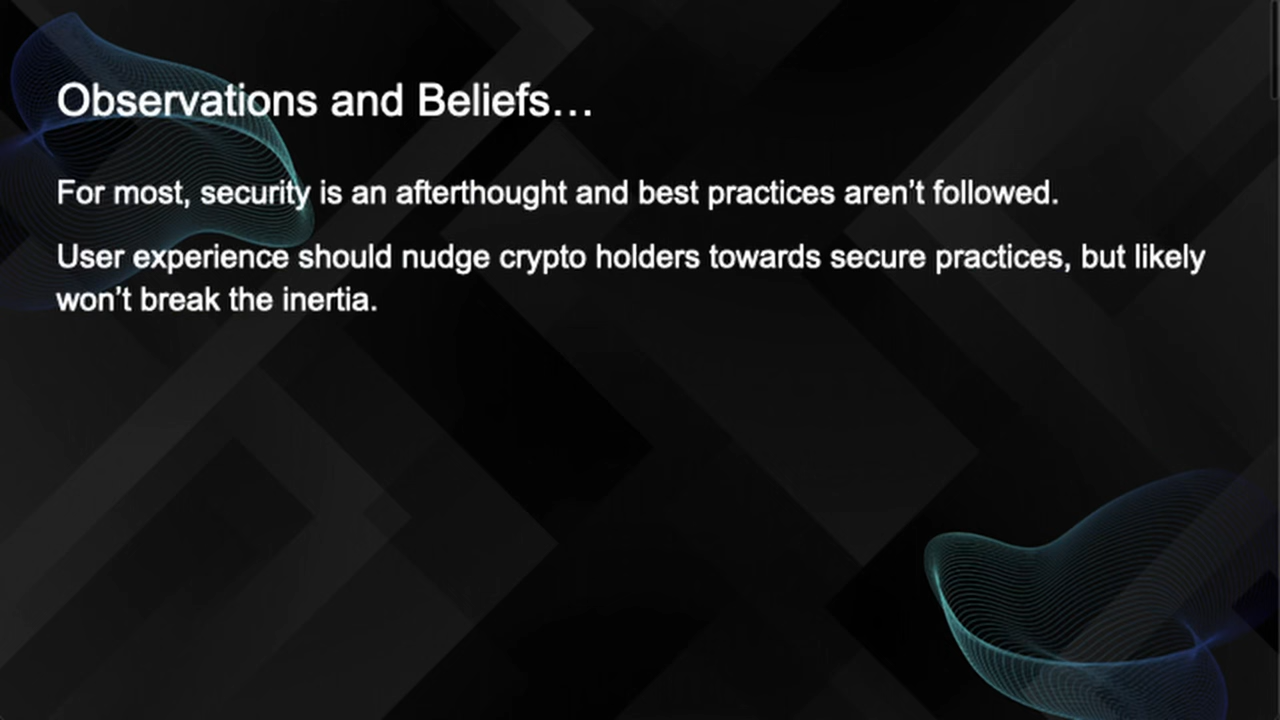 Observations and Beliefs…
For most, security is an afterthought and best practices aren’t followed.
User experience should nudge crypto holders towards secure practices, but likely
won’t break the inertia.